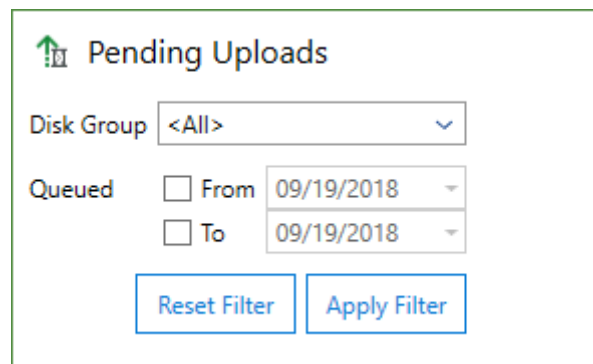 Pending Uploads
Disk Group <All>
Queued From 09/19/2018
To 09/19/2018
Reset Filter Apply Filter